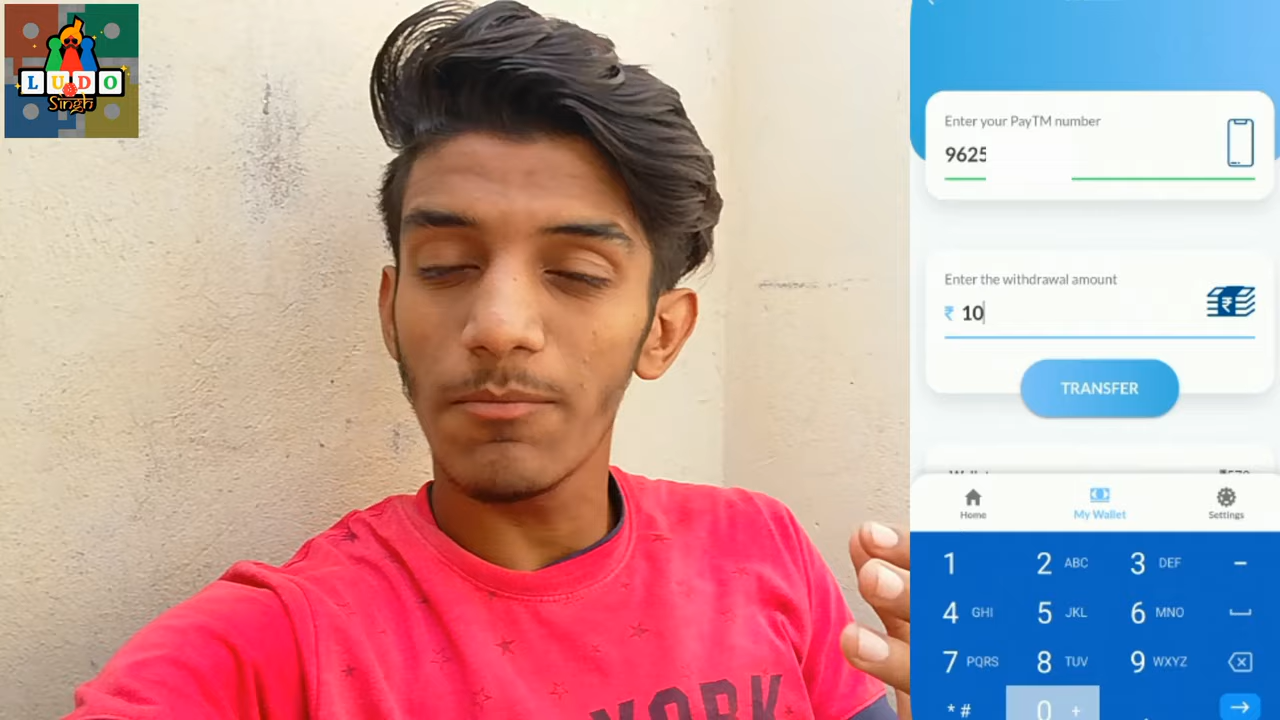 LUDO
Singh
YORK
Enter your PayTM number
9625
Enter the withdrawal amount
₹ 10
TRANSFER
Home
My Wallet
Settings
1
2 ABC
3 DEF
4 GHI
5 JKL
6 MNO
7 PQRS
8 TUV
9 WXYZ
* #
0 +